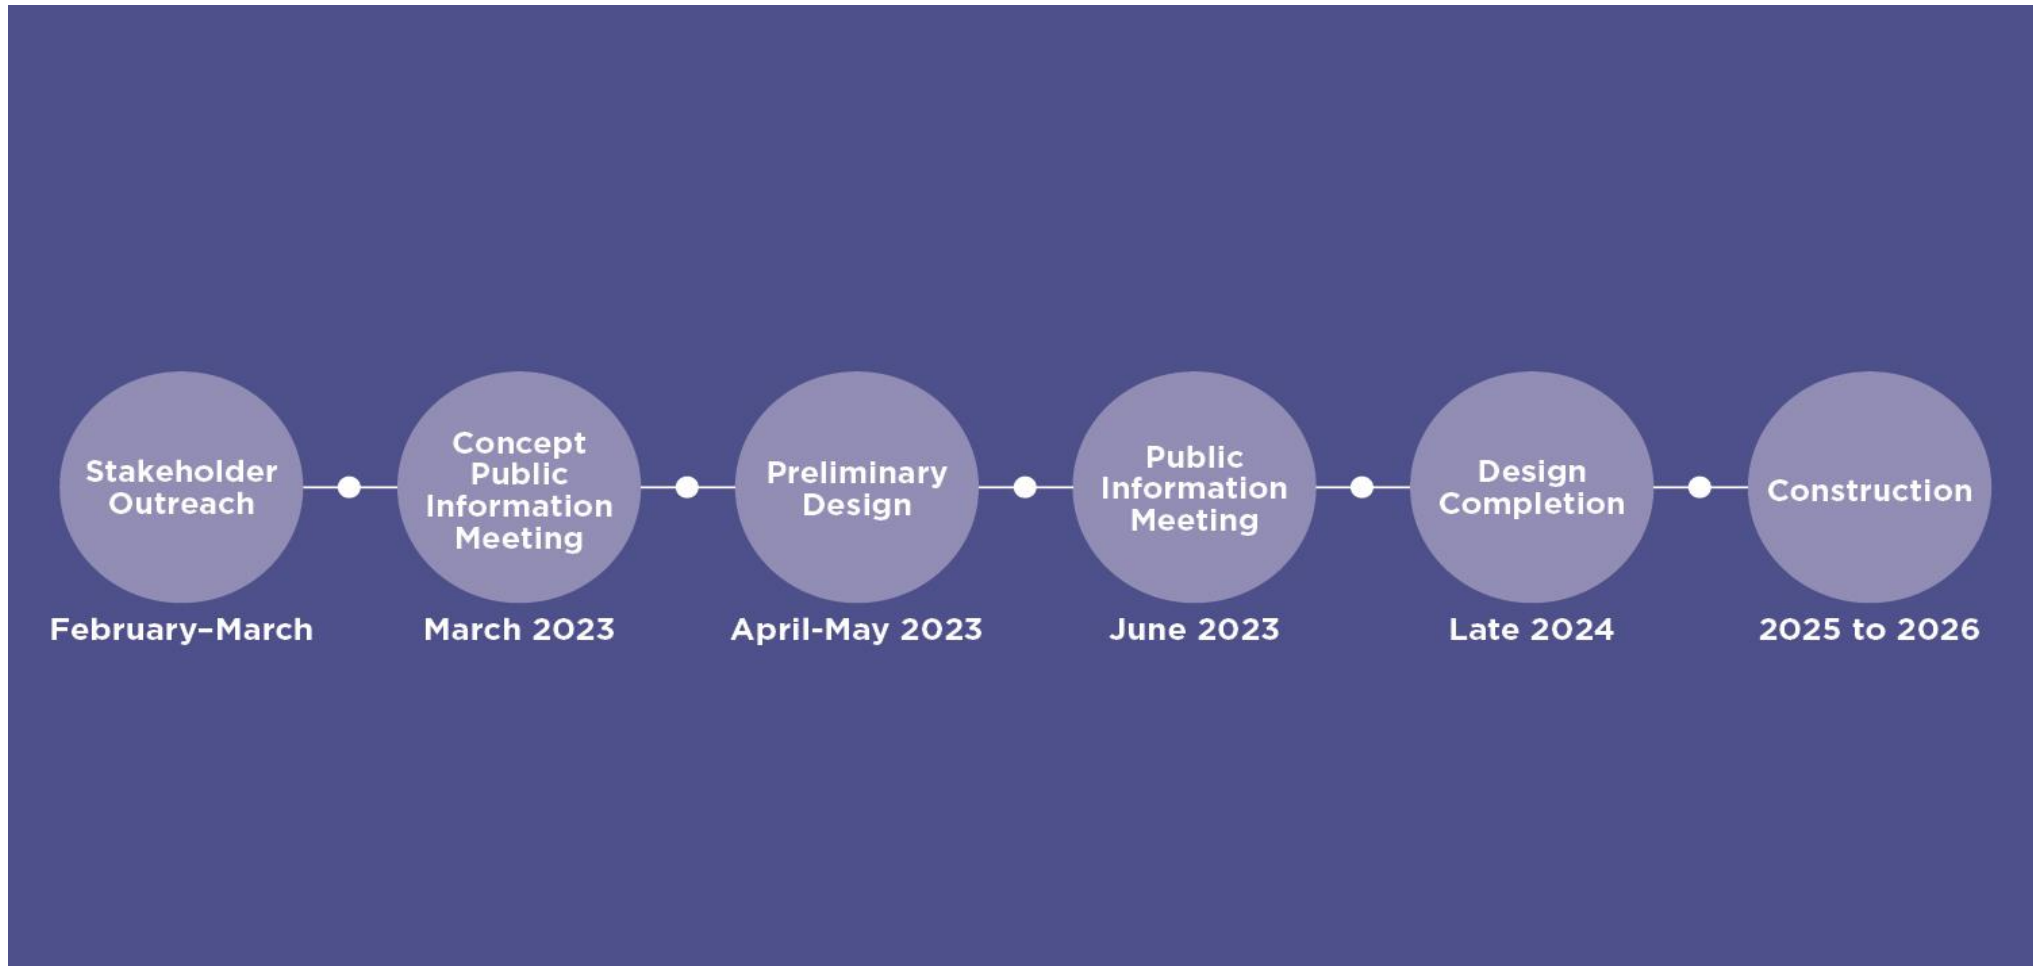 Stakeholder
Outreach
February–March
Concept
Public
Information
Meeting
March 2023
Preliminary
Design
April-May 2023
Public
Information
Meeting
June 2023
Design
Completion
Late 2024
Construction
2025 to 2026